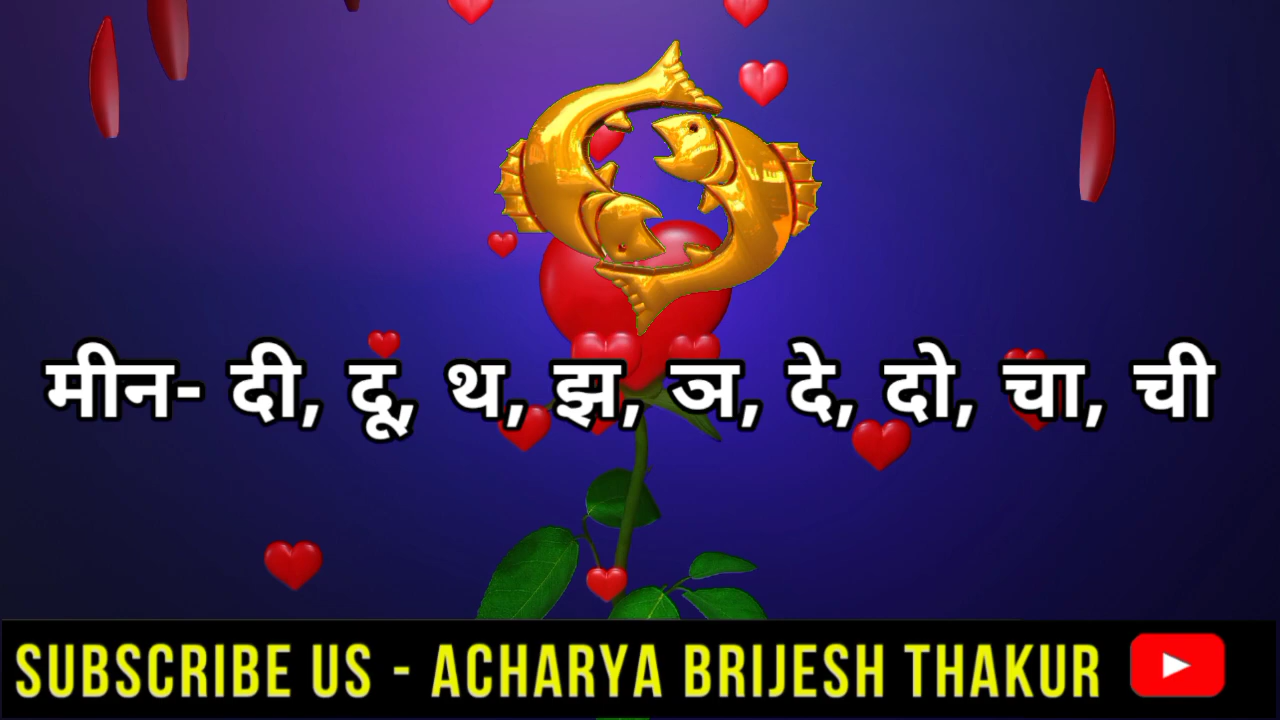 मीन- दी, दू, थ, झ, ञ, दे, दो, चा, ची
SUBSCRIBE US - ACHARYA BRIJESH THAKUR